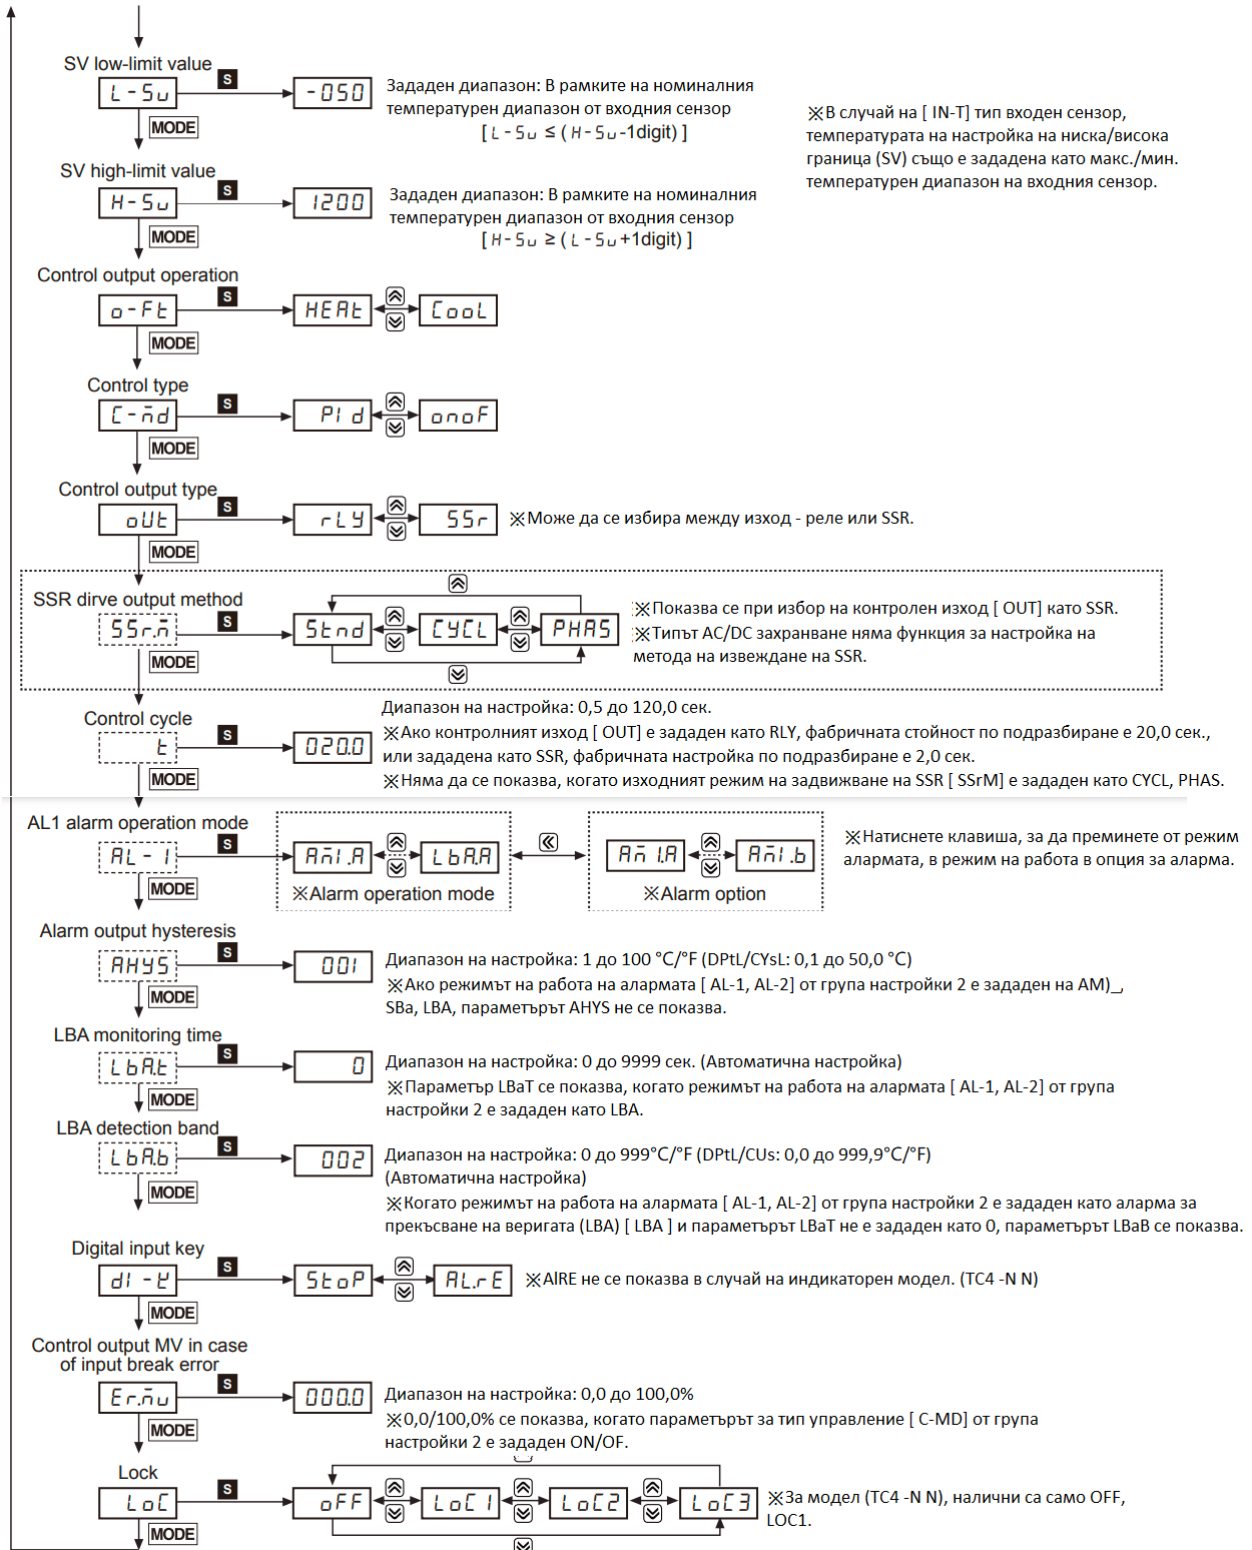 SV low-limit value
L-Sv S -050
Зададен диапазон: В рамките на номиналния
температурен диапазон от входния сензор
[ L-Sv ≤ ( H-Sv-1digit) ]
MODE
※В случай на [ IN-T] тип входен сензор,
температурата на настройка на ниска/висока
граница (SV) също е зададена като макс./мин.
температурен диапазон на входния сензор.
SV high-limit value
H-Sv S 1200
Зададен диапазон: В рамките на номиналния
температурен диапазон от входния сензор
[ H-Sv ≥ ( L-Sv+1digit) ]
MODE
Control output operation
o-Ft S HEAt CooL
MODE
Control type
C-md S PId onoF
MODE
Control output type
oUt S rLY SSr ※Може да се избира между изход - реле или SSR.
MODE
SSR dirve output method
SSr.m S Stnd CYCL PHAS
※Показва се при избор на контролен изход [ OUT] като SSR.
※Типът AC/DC захранване няма функция за настройка на
метода на извеждане на SSR.
MODE
Control cycle
t S 020.0
Диапазон на настройка: 0,5 до 120,0 сек.
※Ако контролният изход [ OUT] е зададен като RLY, фабричната стойност по подразбиране е 20,0 сек.,
или зададена като SSR, фабричната настройка по подразбиране е 2,0 сек.
※Няма да се показва, когато изходният режим на задвижване на SSR [ SSrM] е зададен като CYCL, PHAS.
MODE
AL1 alarm operation mode
AL-1 S Am1.A LbA.A Am1.A Am1.b
※Alarm operation mode
※Alarm option
※Натиснете клавиша, за да преминете от режим
алармата, в режим на работа в опция за аларма.
MODE
Alarm output hysteresis
AHYS S 001
Диапазон на настройка: 1 до 100 °C/°F (DPtL/CYsL: 0,1 до 50,0 °C)
※Ако режимът на работа на алармата [ AL-1, AL-2] от група настройки 2 е зададен на AM)_,
SBa, LBA, параметърът AHYS не се показва.
MODE
LBA monitoring time
LbA.t S 0
Диапазон на настройка: 0 до 9999 сек. (Автоматична настройка)
※Параметър LBaT се показва, когато режимът на работа на алармата [ AL-1, AL-2] от група
настройки 2 е зададен като LBA.
MODE
LBA detection band
LbA.b S 002
Диапазон на настройка: 0 до 999°C/°F (DPtL/CUs: 0,0 до 999,9°C/°F)
(Автоматична настройка)
※Когато режимът на работа на алармата [ AL-1, AL-2] от група настройки 2 е зададен като аларма за
прекъсване на веригата (LBA) [ LBA ] и параметърът LBaT не е зададен като 0, параметърът LBaB се показва.
MODE
Digital input key
dI-K S StoP AL.rE ※AlRE не се показва в случай на индикаторен модел. (TC4 -N N)
MODE
Control output MV in case
of input break error
Er.mv S 000.0
Диапазон на настройка: 0,0 до 100,0%
※0,0/100,0% се показва, когато параметърът за тип управление [ C-MD] от група
настройки 2 е зададен ON/OF.
MODE
Lock
LoC S oFF LoC1 LoC2 LoC3
※За модел (TC4 -N N), налични са само OFF,
LOC1.
MODE